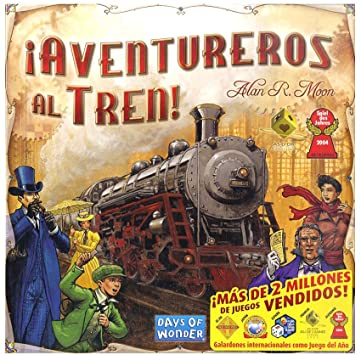 ¡AVENTUREROS
AL TREN!
Alan R. Moon
Spiel des Jahres
2004
DAYS OF
WONDER
¡MÁS DE 2 MILLONES
DE JUEGOS VENDIDOS!
Galardones internacionales como Juego del Año